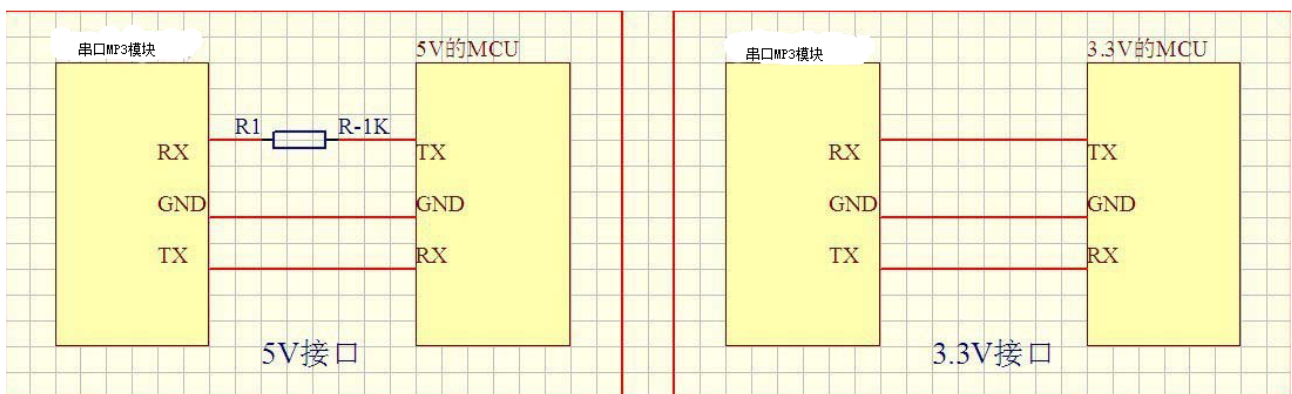 串口MP3模块
5V的MCU
R1
R-1K
RX
TX
GND
GND
TX
RX
5V接口
串口MP3模块
3.3V的MCU
RX
TX
GND
GND
TX
RX
3.3V接口